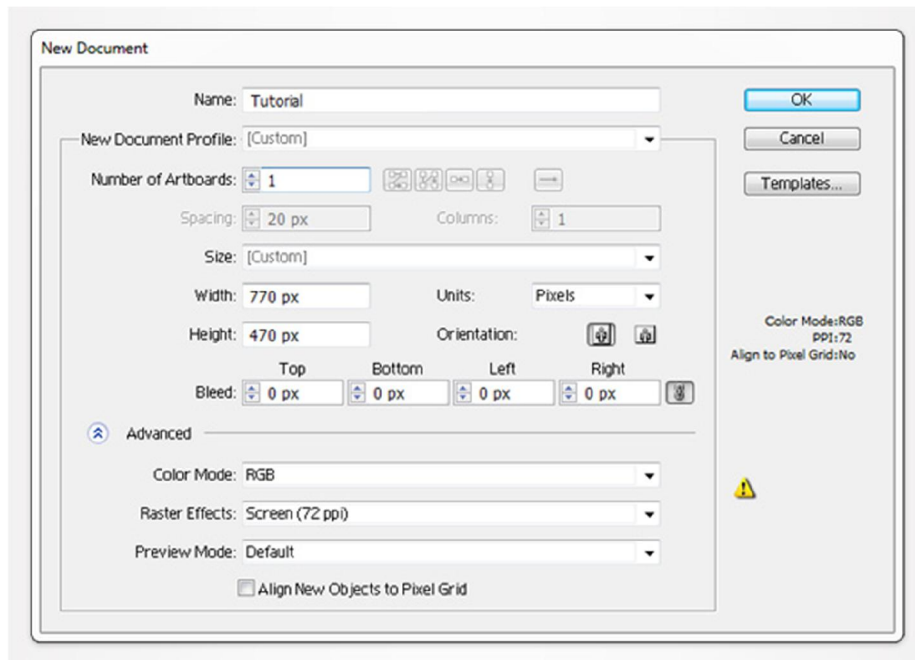 New Document
Name: Tutorial
OK
New Document Profile: [Custom]
Cancel
Number of Artboards: 1
Templates...
Spacing: 20 px Columns: 1
Size: [Custom]
Width: 770 px Units: Pixels
Height: 470 px Orientation:
Color Mode:RGB
PPI:72
Align to Pixel Grid:No
Top Bottom Left Right
Bleed: 0 px 0 px 0 px 0 px
Advanced
Color Mode: RGB
Raster Effects: Screen (72 ppi)
Preview Mode: Default
Align New Objects to Pixel Grid